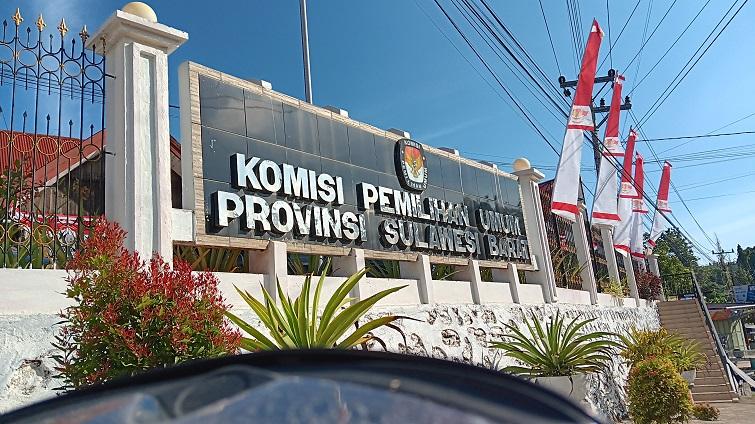 KOMISI PEMILIHAN UMUM
PROVINSI SULAWESI BARAT